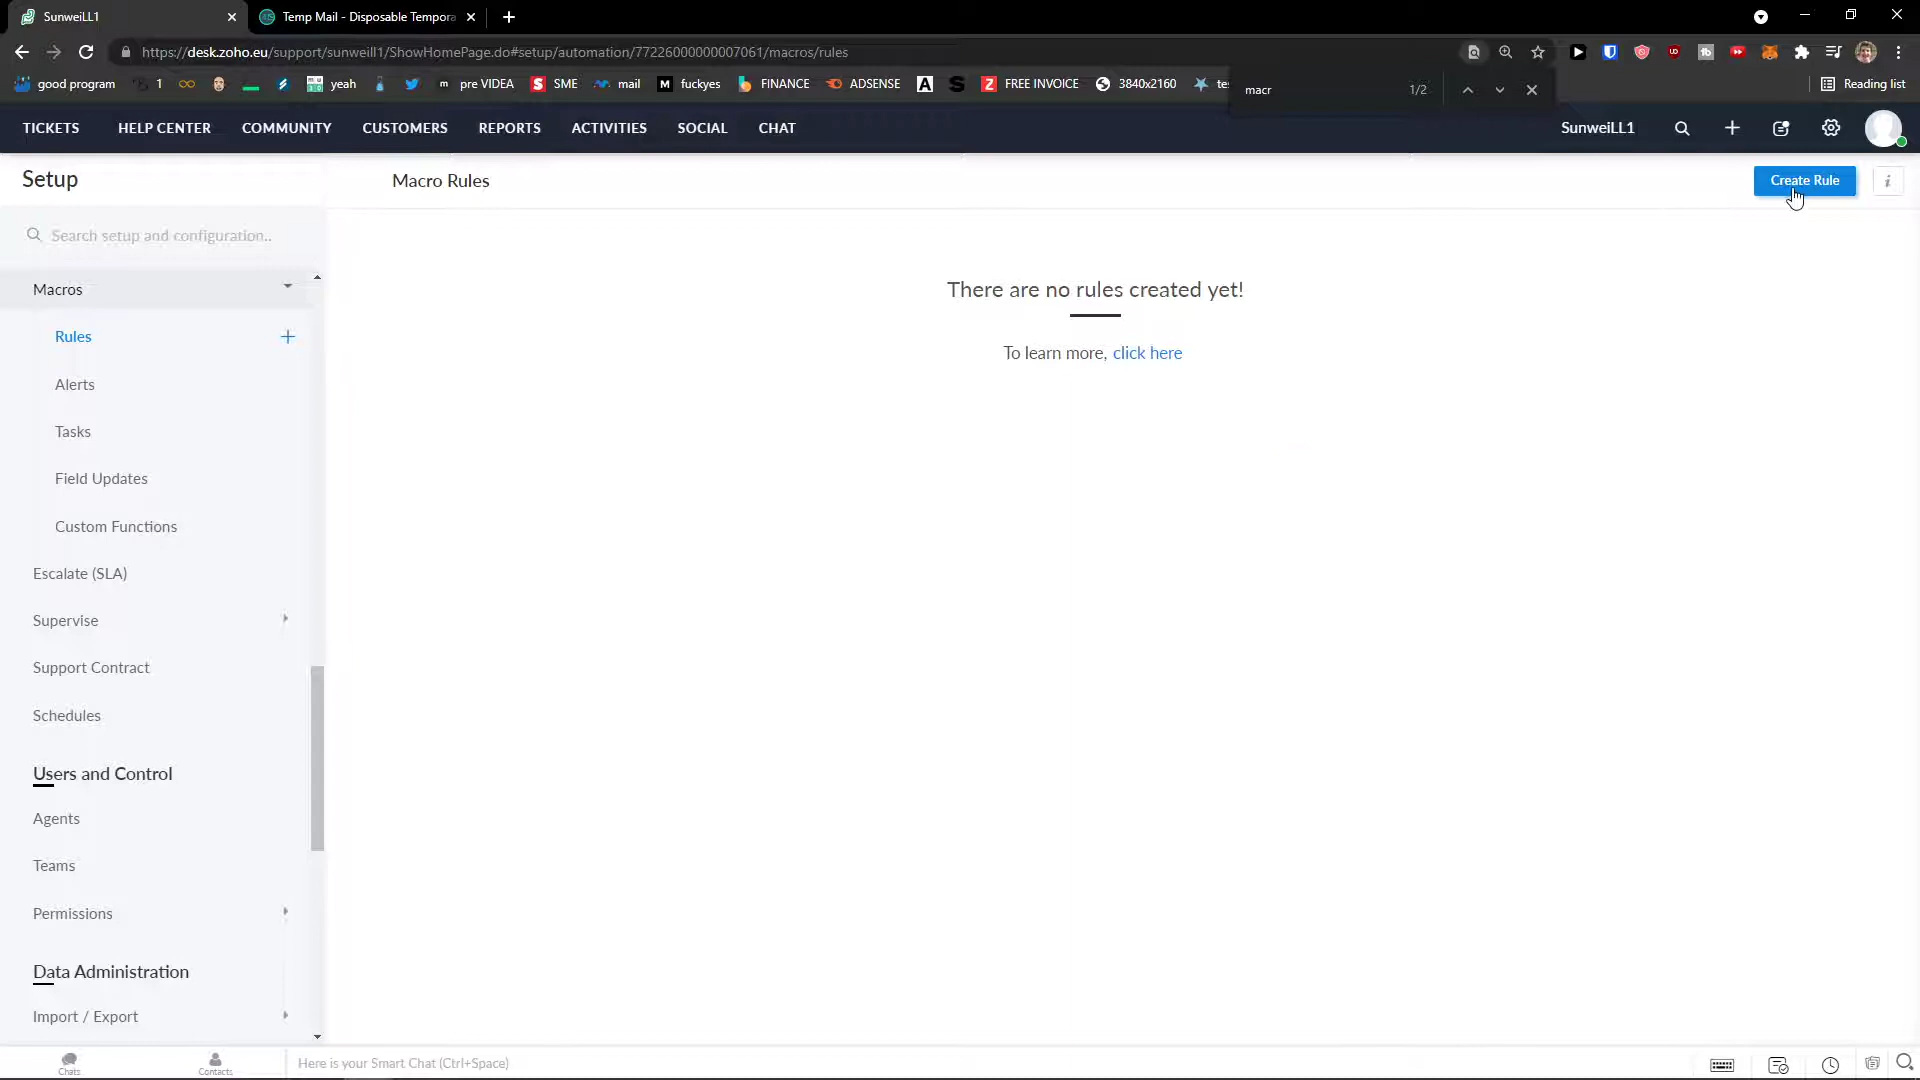 SunweiLL1
Temp Mail - Disposable Tempora
https://desk.zoho.eu/support/sunweill1/ShowHomePage.do#setup/automation/77226000000007061/macros/rules
good program
1
yeah
pre VIDEA
SME
mail
fuckyes
FINANCE
ADSENSE
FREE INVOICE
3840x2160
tes
macr
1/2
Reading list
TICKETS
HELP CENTER
COMMUNITY
CUSTOMERS
REPORTS
ACTIVITIES
SOCIAL
CHAT
SunweiLL1
Setup
Macro Rules
Create Rule
i
Search setup and configuration..
Macros
Rules
Alerts
Tasks
Field Updates
Custom Functions
Escalate (SLA)
Supervise
Support Contract
Schedules
Users and Control
Agents
Teams
Permissions
Data Administration
Import / Export
There are no rules created yet!
To learn more, click here
Chats
Contacts
Here is your Smart Chat (Ctrl+Space)